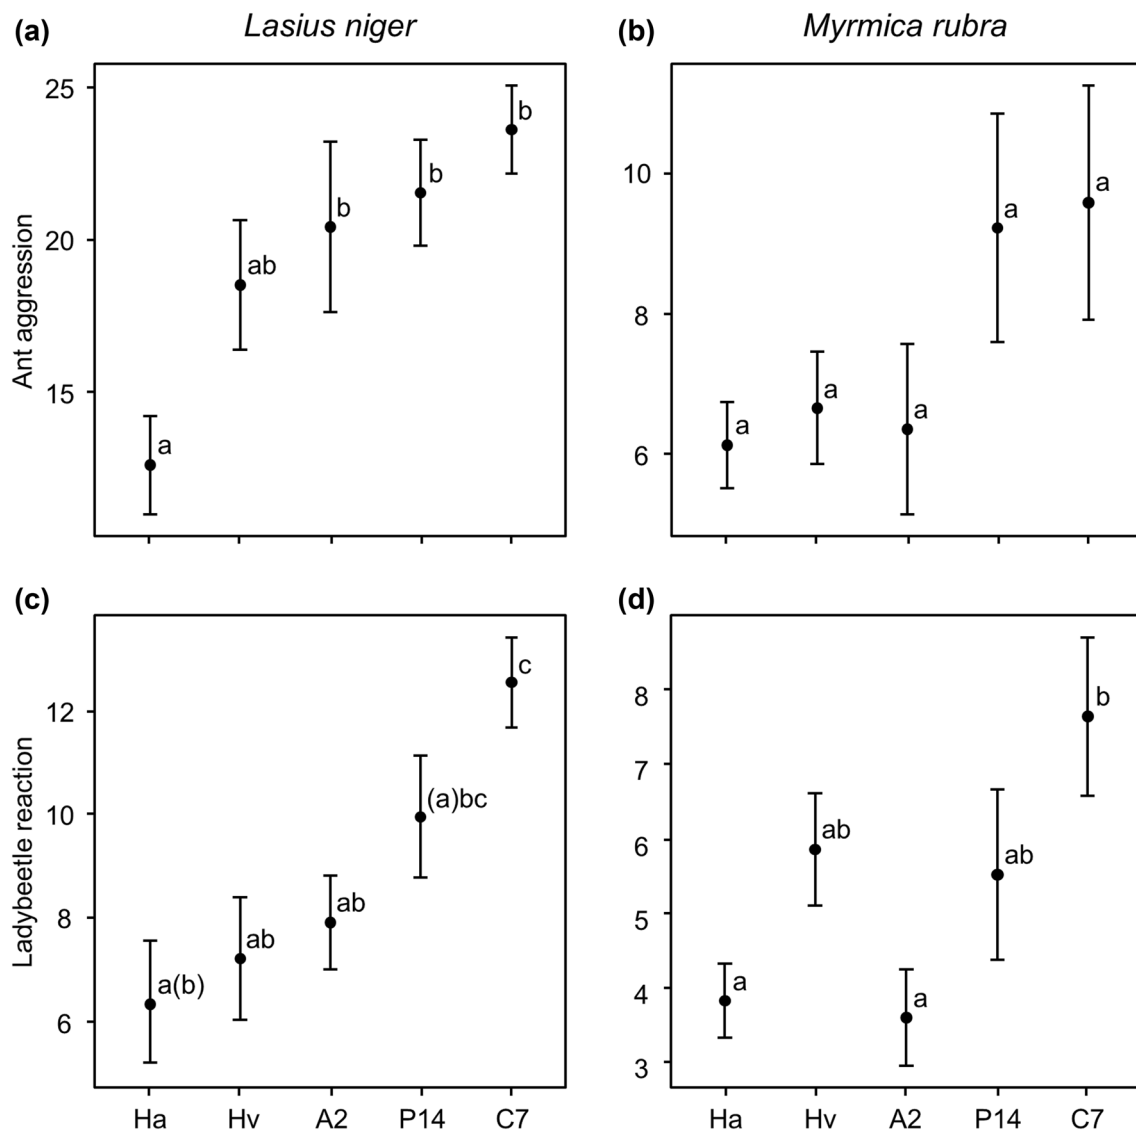 (a) Lasius niger
(b) Myrmica rubra
Ant aggression
25
20
15
a
ab
b
b
b
10
8
6
a
a
a
a
a
(c)
Ladybeetle reaction
12
10
8
6
a(b)
ab
ab
(a)bc
c
Ha Hv A2 P14 C7
(d)
8
7
6
5
4
3
a
ab
a
ab
b
Ha Hv A2 P14 C7